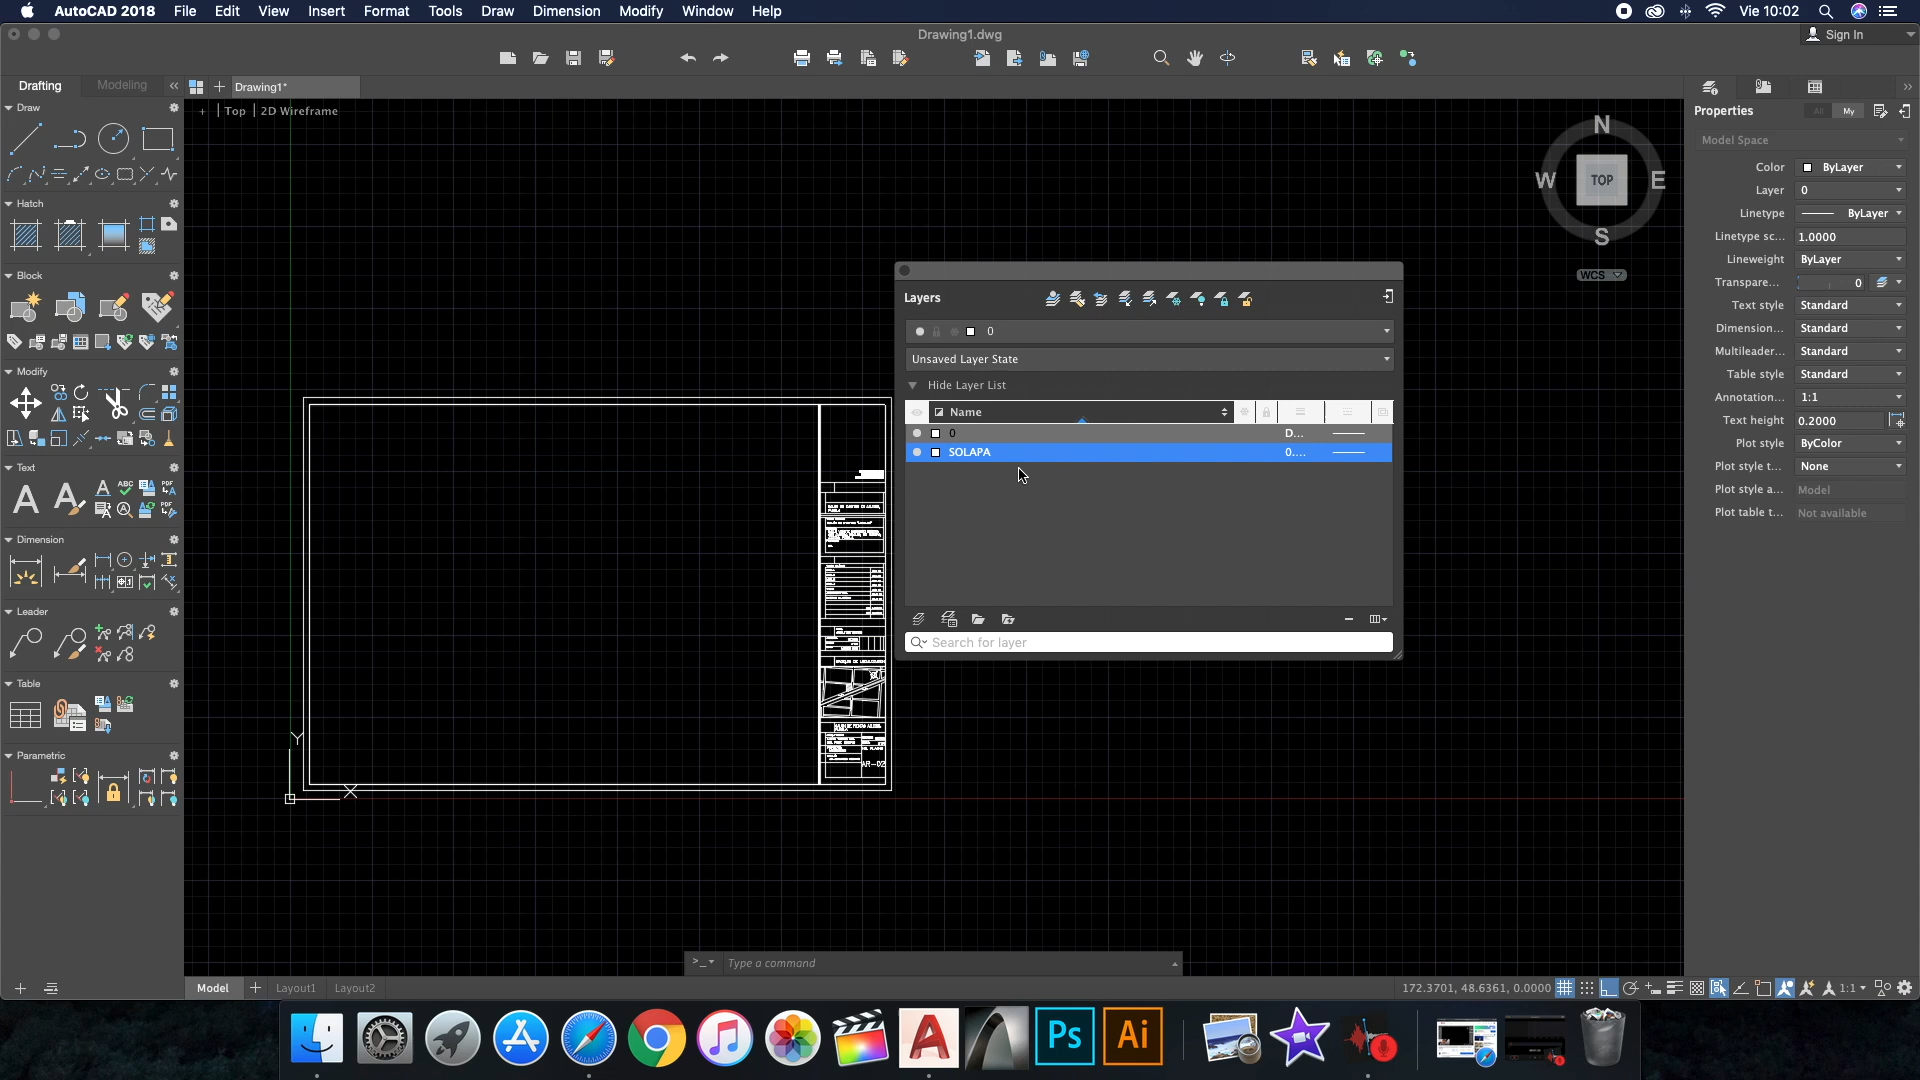 AutoCAD 2018 File Edit View Insert Format Tools Draw Dimension Modify Window Help Vie 10:02
Drawing1.dwg
Sign In
Drafting Modeling Drawing1*
+ | Top | 2D Wireframe
Draw
Hatch
Block
Modify
Text
Dimension
Leader
Table
Parametric
N
W TOP E
S
WCS
Layers
0
Unsaved Layer State
Hide Layer List
Name
0 D...
SOLAPA 0....
Search for layer
Properties All My
Model Space
Color ByLayer
Layer 0
Linetype ByLayer
Linetype sc... 1.0000
Lineweight ByLayer
Transpare... 0
Text style Standard
Dimension... Standard
Multileader... Standard
Table style Standard
Annotation... 1:1
Text height 0.2000
Plot style ByColor
Plot style t... None
Plot style a... Model
Plot table t... Not available
Y
X
AR-02
>_ Type a command
Model + Layout1 Layout2
172.3701, 48.6361, 0.0000 1:1
Ps Ai